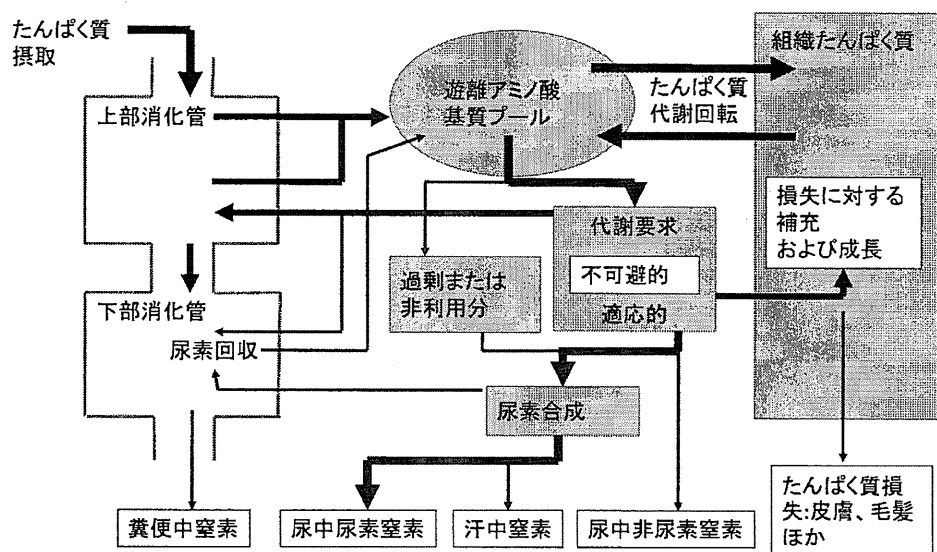 たんぱく質
摂取
上部消化管
遊離アミノ酸
基質プール
組織たんぱく質
たんぱく質
代謝回転
代謝要求
不可避的
適応的
損失に対する
補充
および成長
過剰または
非利用分
下部消化管
尿素回収
尿素合成
糞便中窒素
尿中尿素窒素
汗中窒素
尿中非尿素窒素
たんぱく質損
失:皮膚、毛髪
ほか